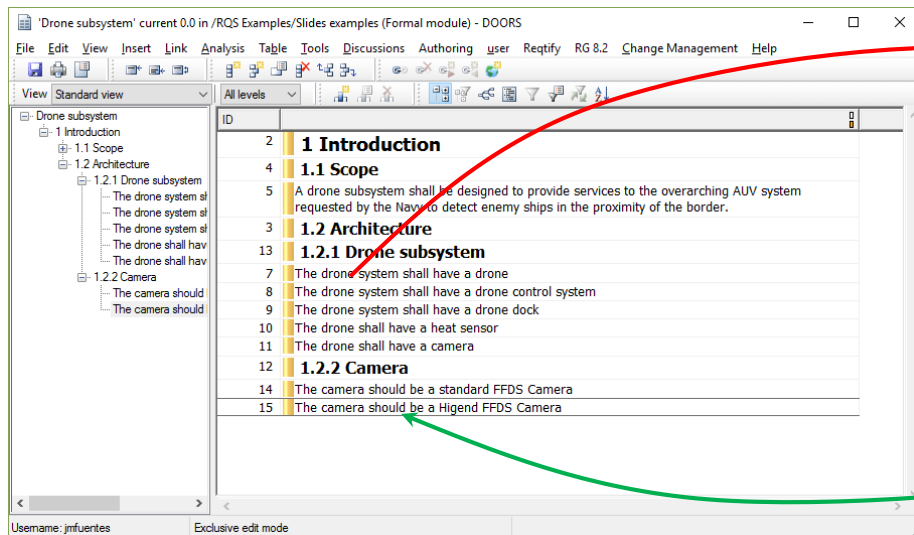 'Drone subsystem' current 0.0 in /RQS Examples/Slides examples (Formal module) - DOORS
File Edit View Insert Link Analysis Table Tools Discussions Authoring user Reqtify RG 8.2 Change Management Help
View Standard view All levels
Drone subsystem
1 Introduction
1.1 Scope
1.2 Architecture
1.2.1 Drone subsystem
The drone system sh
The drone system sh
The drone system sh
The drone shall hav
The drone shall hav
1.2.2 Camera
The camera should
The camera should
ID
2 1 Introduction
4 1.1 Scope
5 A drone subsystem shall be designed to provide services to the overarching AUV system
requested by the Navy to detect enemy ships in the proximity of the border.
3 1.2 Architecture
13 1.2.1 Drone subsystem
7 The drone system shall have a drone
8 The drone system shall have a drone control system
9 The drone system shall have a drone dock
10 The drone shall have a heat sensor
11 The drone shall have a camera
12 1.2.2 Camera
14 The camera should be a standard FFDS Camera
15 The camera should be a Higend FFDS Camera
Username: jmfuentes Exclusive edit mode